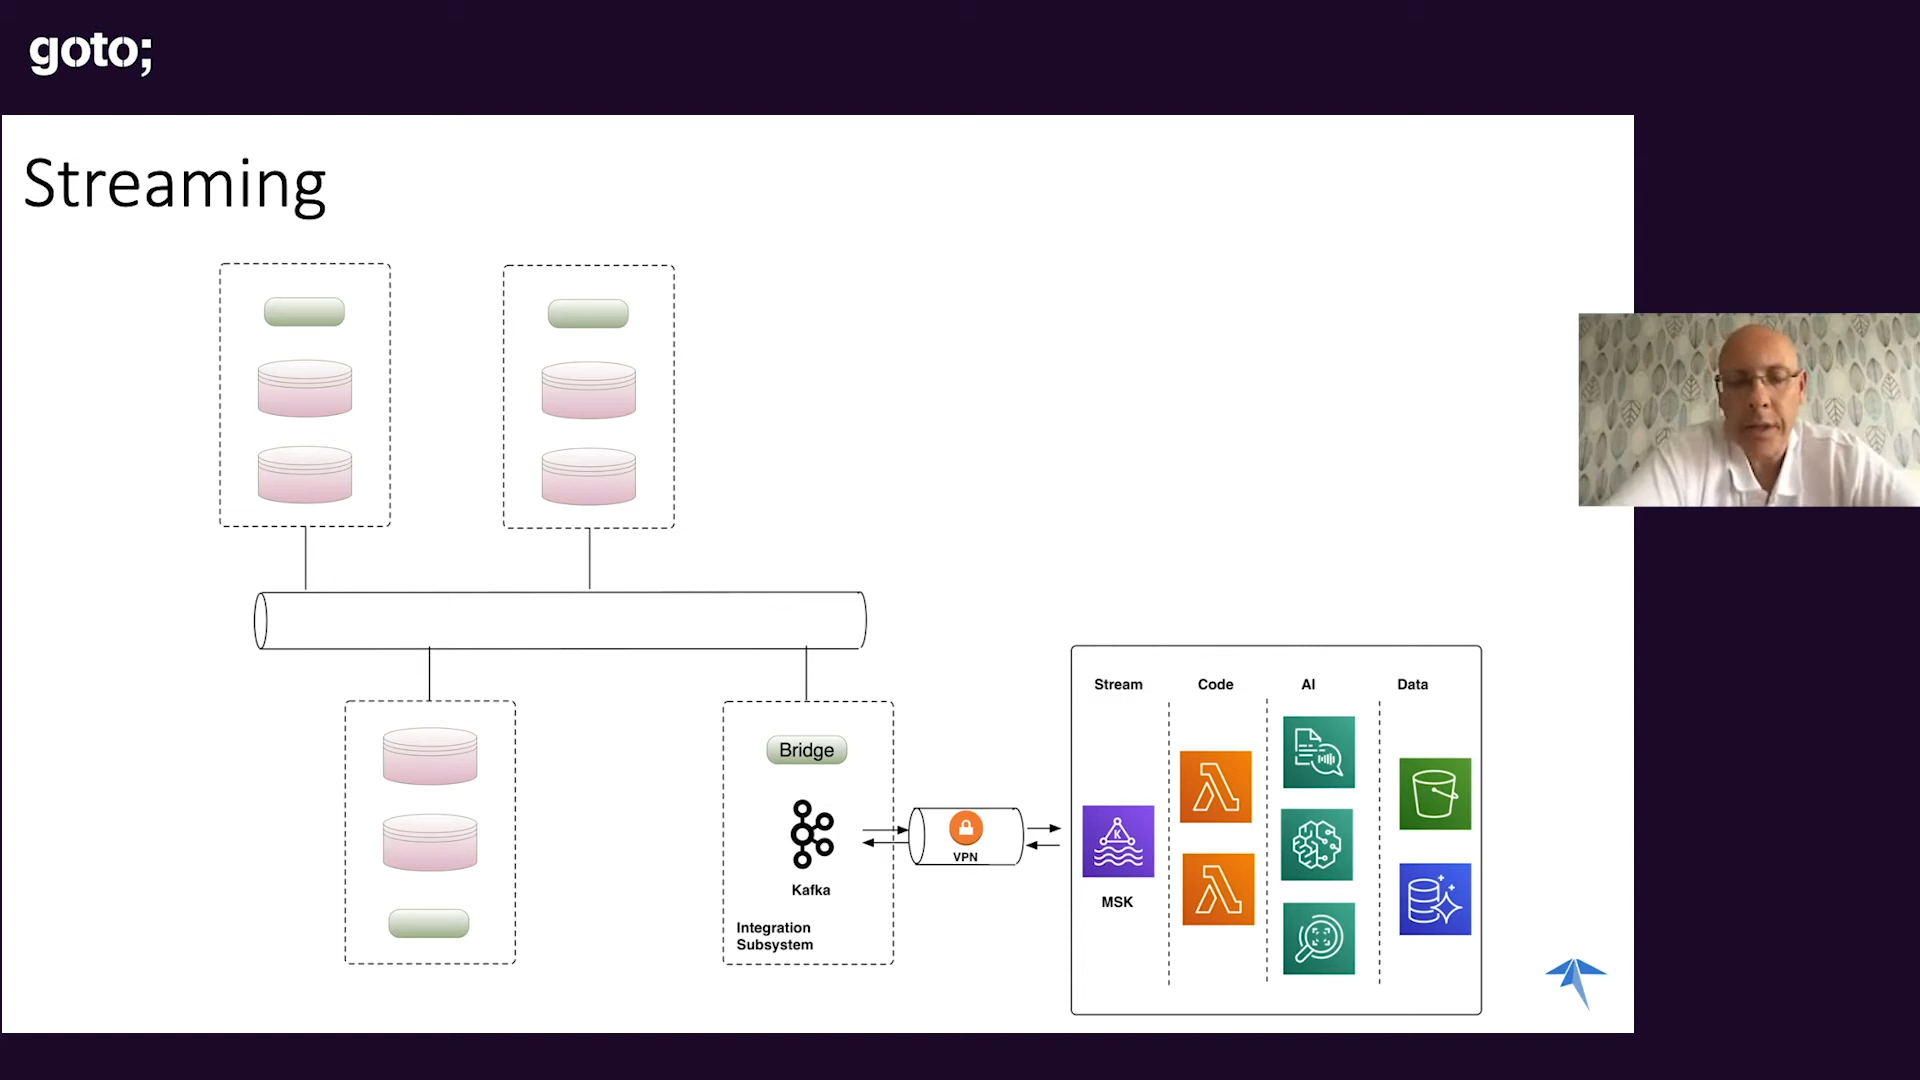 goto;
Streaming
Bridge
Kafka
Integration
Subsystem
VPN
Stream
Code
AI
Data
K
MSK